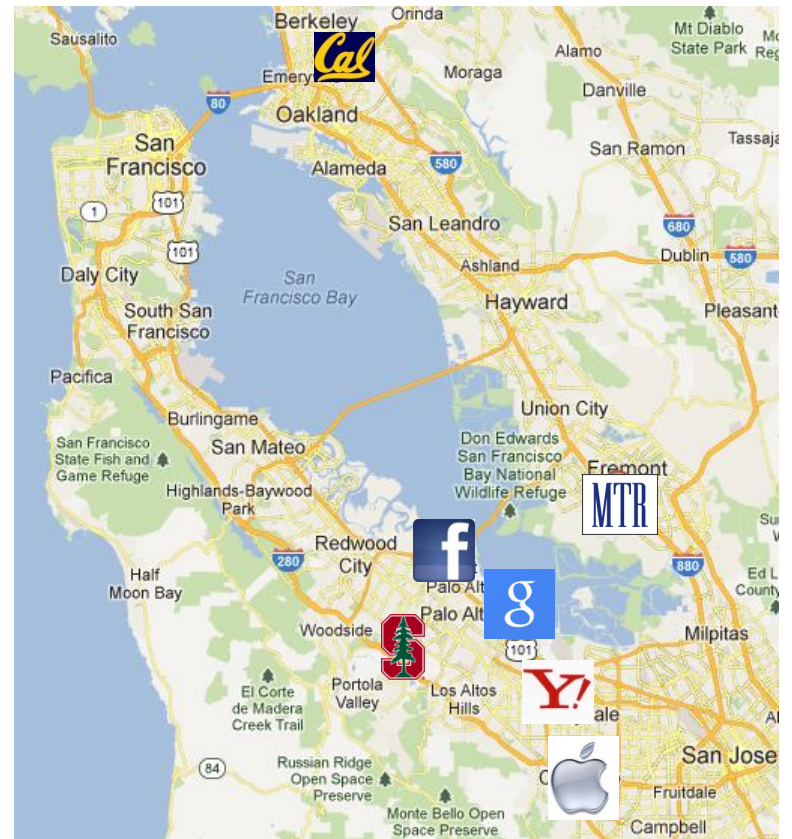 Berkeley
Orinda
Sausalito
Mt Diablo
State Park
Cal
Emery
Alamo
Moraga
Danville
80
Oakland
San
Francisco
Tassaja
San Ramon
Alameda
580
1
101
San Leandro
680
101
Dublin
580
Ashland
Daly City
San
Francisco Bay
Hayward
South San
Francisco
Pleasant
Pacifica
Union City
Burlingame
San Francisco
State Fish and
Game Refuge
San Mateo
Don Edwards
San Francisco
Bay National
Wildlife Refuge
Fremont
Highlands-Baywood
Park
MTR
Redwood
City
f
280
880
Half
Moon Bay
Palo Alt
g
Ed L
County
Palo Alt
Woodside
S
101
Milpitas
Portola
Valley
Los Altos
Hills
Y!
ale
El Corte
de Madera
Creek Trail
San Jose
84
Russian Ridge
Open Space
Preserve
C
Fruitdale
Monte Bello Open
Space Preserve
Campbell